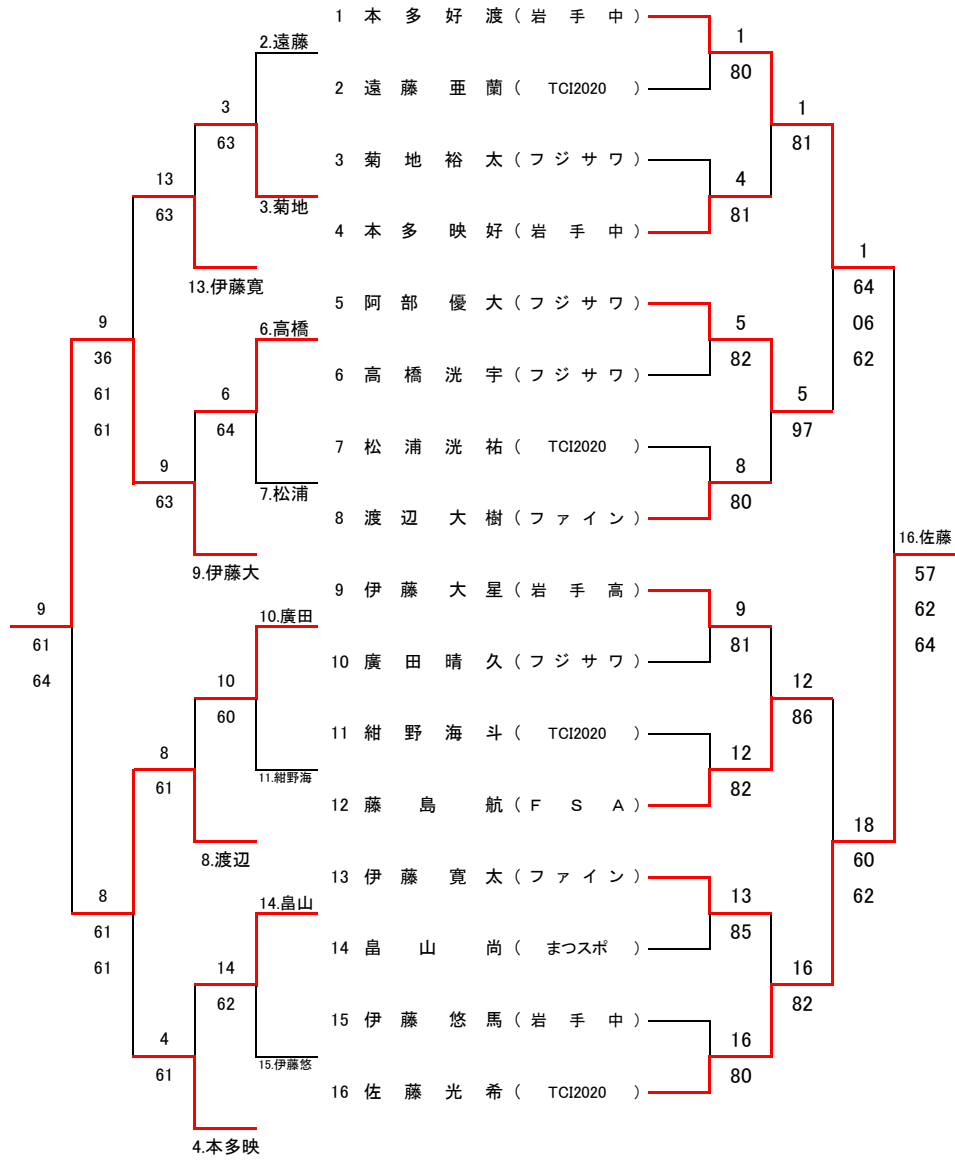 1 本多好渡(岩手中)
2 遠藤亜蘭(TCI2020)
3 菊地裕太(フジサワ)
4 本多映好(岩手中)
5 阿部優大(フジサワ)
6 高橋洸宇(フジサワ)
7 松浦洸祐(TCI2020)
8 渡辺大樹(ファイン)
9 伊藤大星(岩手高)
10 廣田晴久(フジサワ)
11 紺野海斗(TCI2020)
12 藤島航(FSA)
13 伊藤寛太(ファイン)
14 畠山尚(まつスポ)
15 伊藤悠馬(岩手中)
16 佐藤光希(TCI2020)
2.遠藤
3.菊地
13.伊藤寛
6.高橋
7.松浦
9.伊藤大
10.廣田
11.紺野海
8.渡辺
14.畠山
15.伊藤悠
4.本多映
3
63
6
64
10
60
14
62
13
63
9
63
8
61
4
61
9
36
61
61
8
61
61
9
61
64
1
80
4
81
5
82
8
80
9
81
12
82
13
85
16
80
1
81
5
97
12
86
16
82
1
64
06
62
18
60
62
16.佐藤
57
62
64